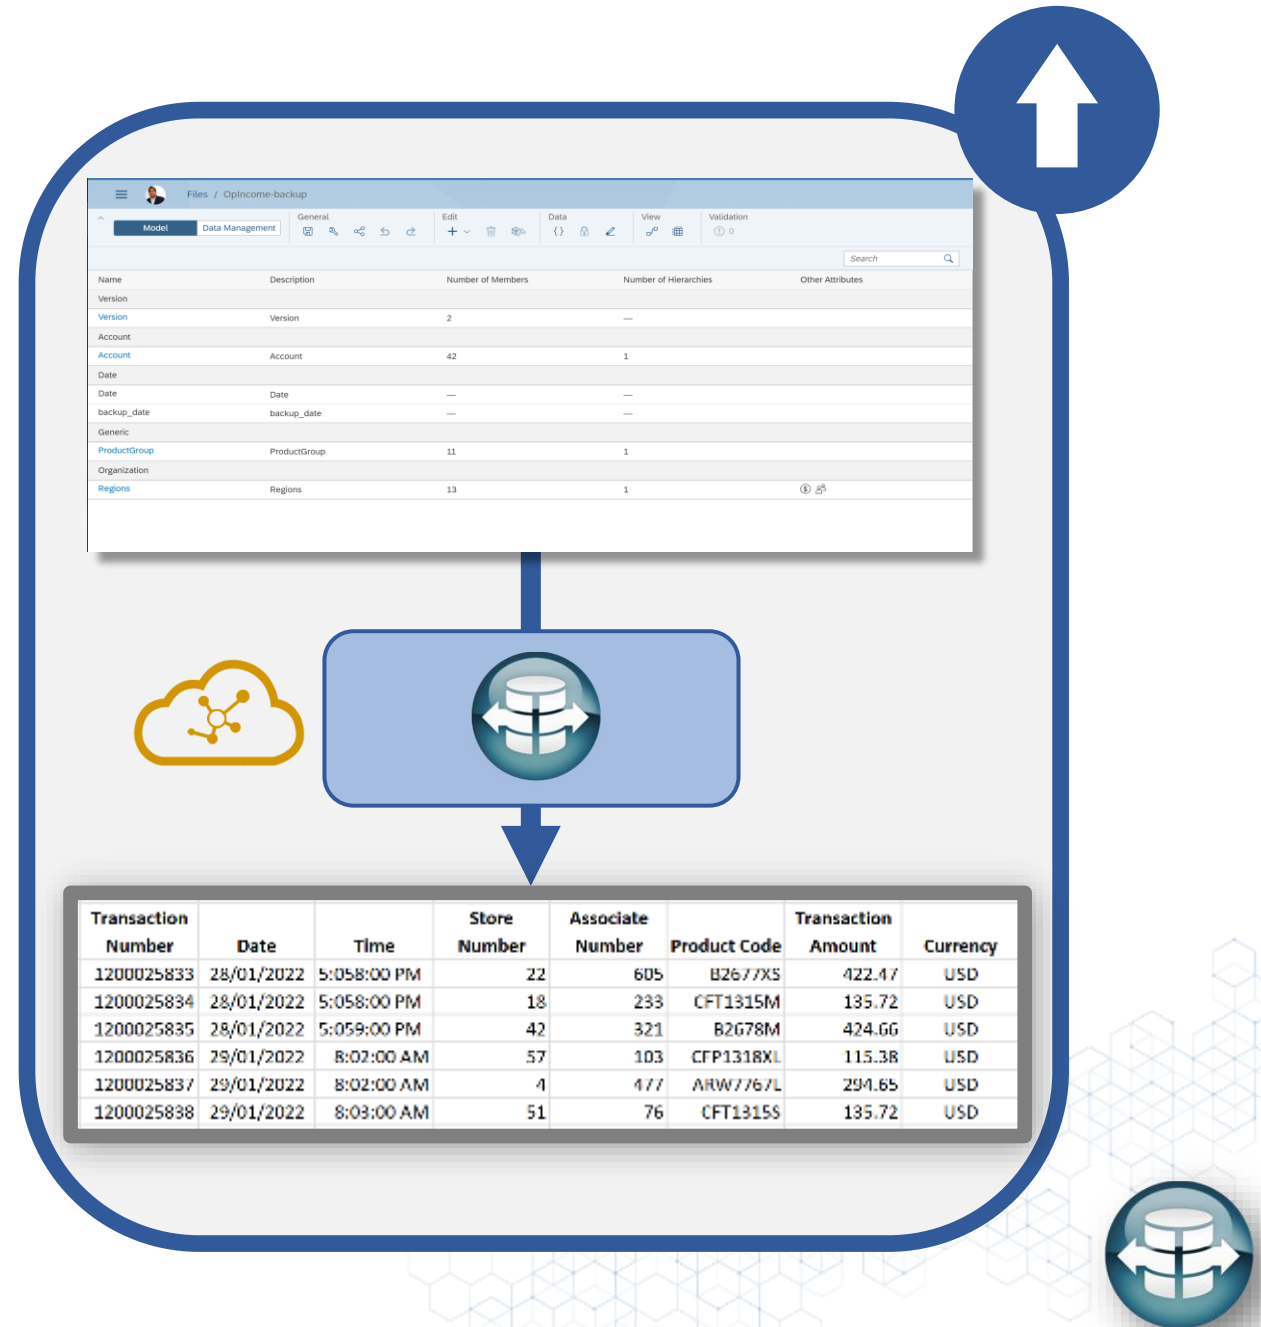 Files / OpIncome-backup
General Edit Data View Validation
Model Data Management 0
Search
Name Description Number of Members Number of Hierarchies Other Attributes
Version
Version Version 2 —
Account
Account Account 42 1
Date
Date Date — —
backup_date backup_date — —
Generic
ProductGroup ProductGroup 11 1
Organization
Regions Regions 13 1
Transaction Store Associate Transaction
Number Date Time Number Number Product Code Amount Currency
1200025833 28/01/2022 5:058:00 PM 22 605 B2677XS 422.47 USD
1200025834 28/01/2022 5:058:00 PM 18 233 CFT1315M 135.72 USD
1200025835 28/01/2022 5:059:00 PM 42 321 B2678M 424.66 USD
1200025836 29/01/2022 8:02:00 AM 57 103 CFP1318XL 115.38 USD
1200025837 29/01/2022 8:02:00 AM 4 477 ARW7767L 294.65 USD
1200025838 29/01/2022 8:03:00 AM 51 76 CFT1315S 135.72 USD